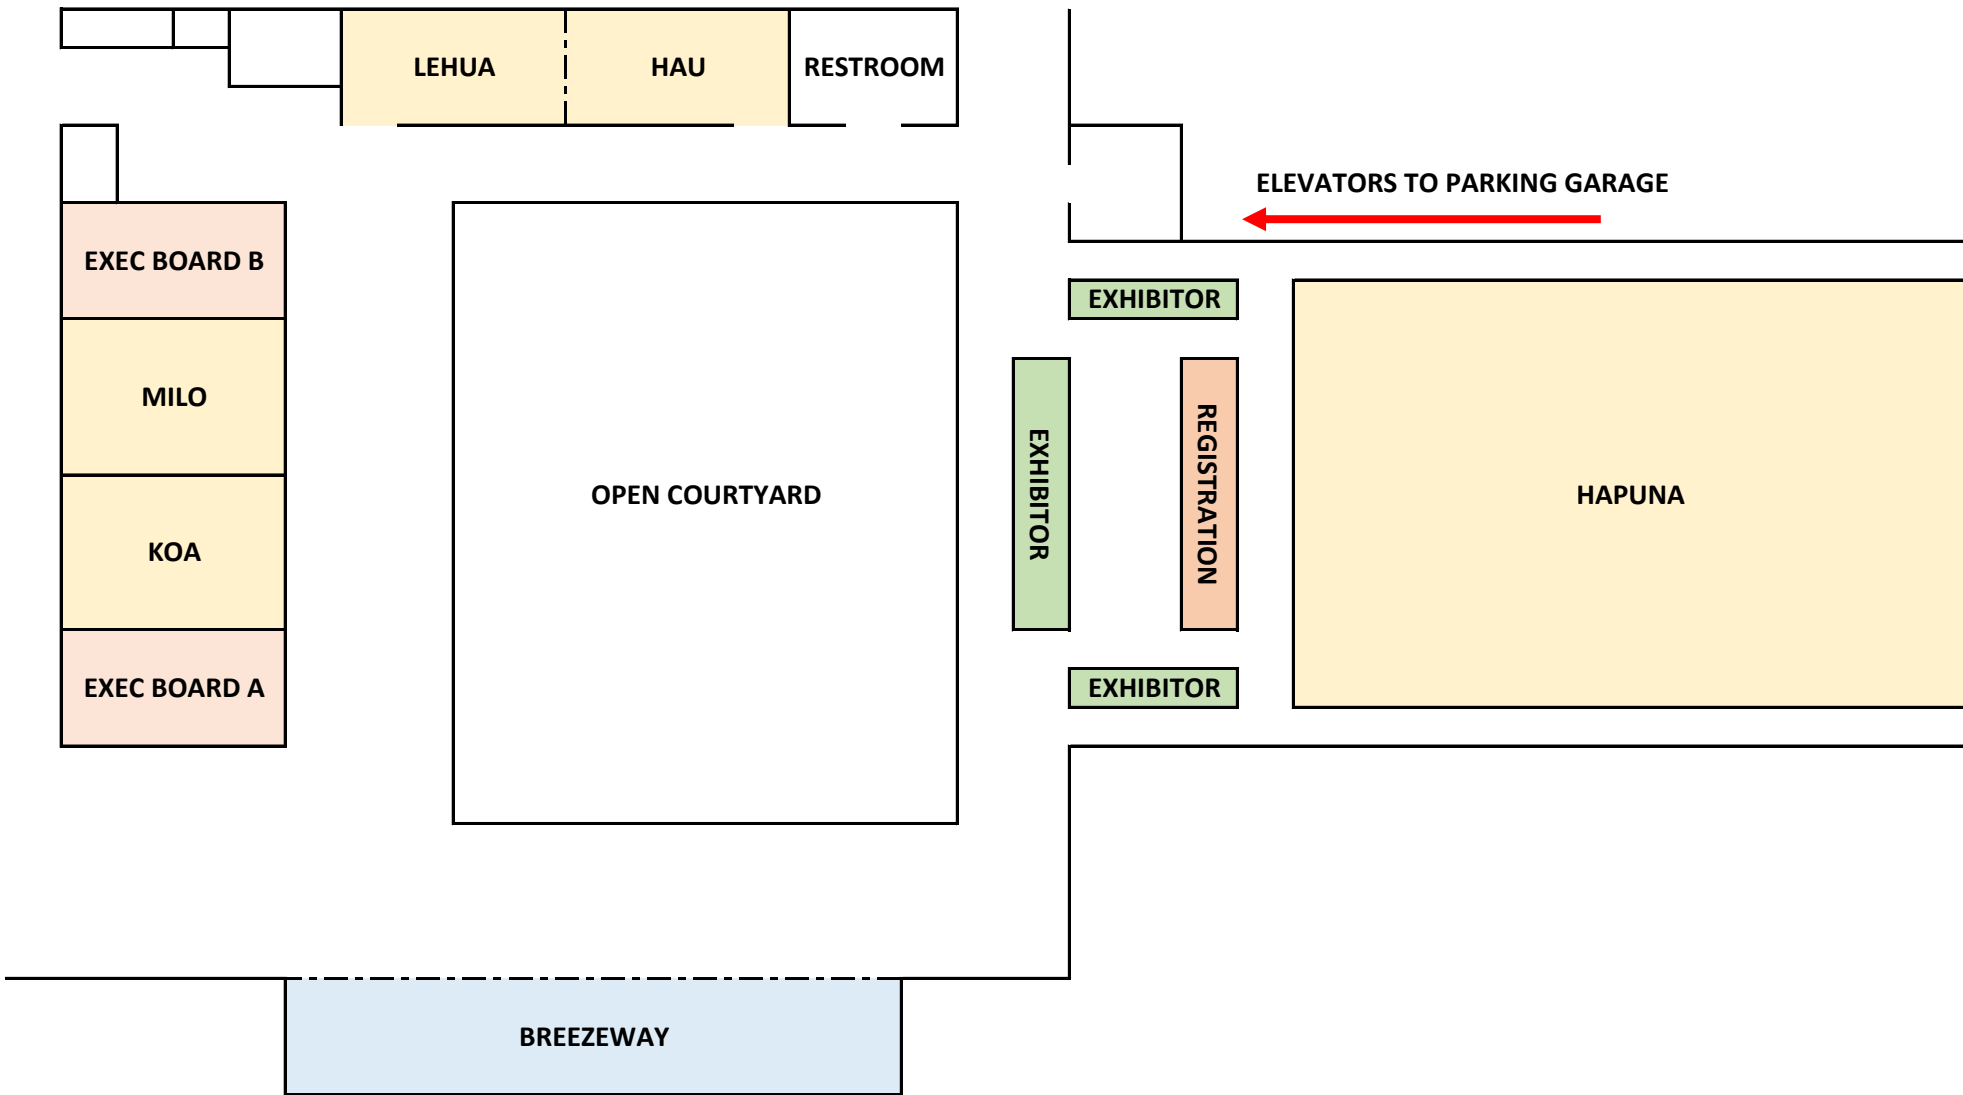 LEHUA
HAU
RESTROOM
ELEVATORS TO PARKING GARAGE
EXEC BOARD B
EXHIBITOR
MILO
EXHIBITOR
REGISTRATION
OPEN COURTYARD
HAPUNA
KOA
EXEC BOARD A
EXHIBITOR
BREEZEWAY